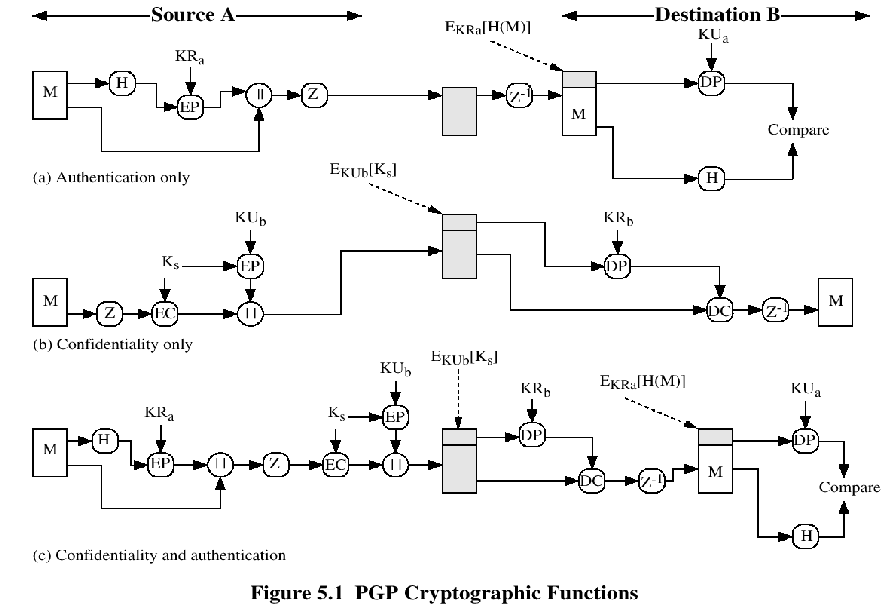 Source A
Destination B
E_KRa[H(M)]
KU_a
KR_a
M
H
EP
||
Z
Z⁻¹
M
DP
Compare
H
(a) Authentication only
E_KUb[K_s]
KU_b
KR_b
K_s
EP
DP
M
Z
EC
||
DC
Z⁻¹
M
(b) Confidentiality only
E_KUb[K_s]
KU_b
KR_b
E_KRa[H(M)]
KU_a
KR_a
K_s
EP
DP
DP
M
H
EP
||
Z
EC
||
DC
Z⁻¹
M
Compare
H
(c) Confidentiality and authentication
Figure 5.1 PGP Cryptographic Functions